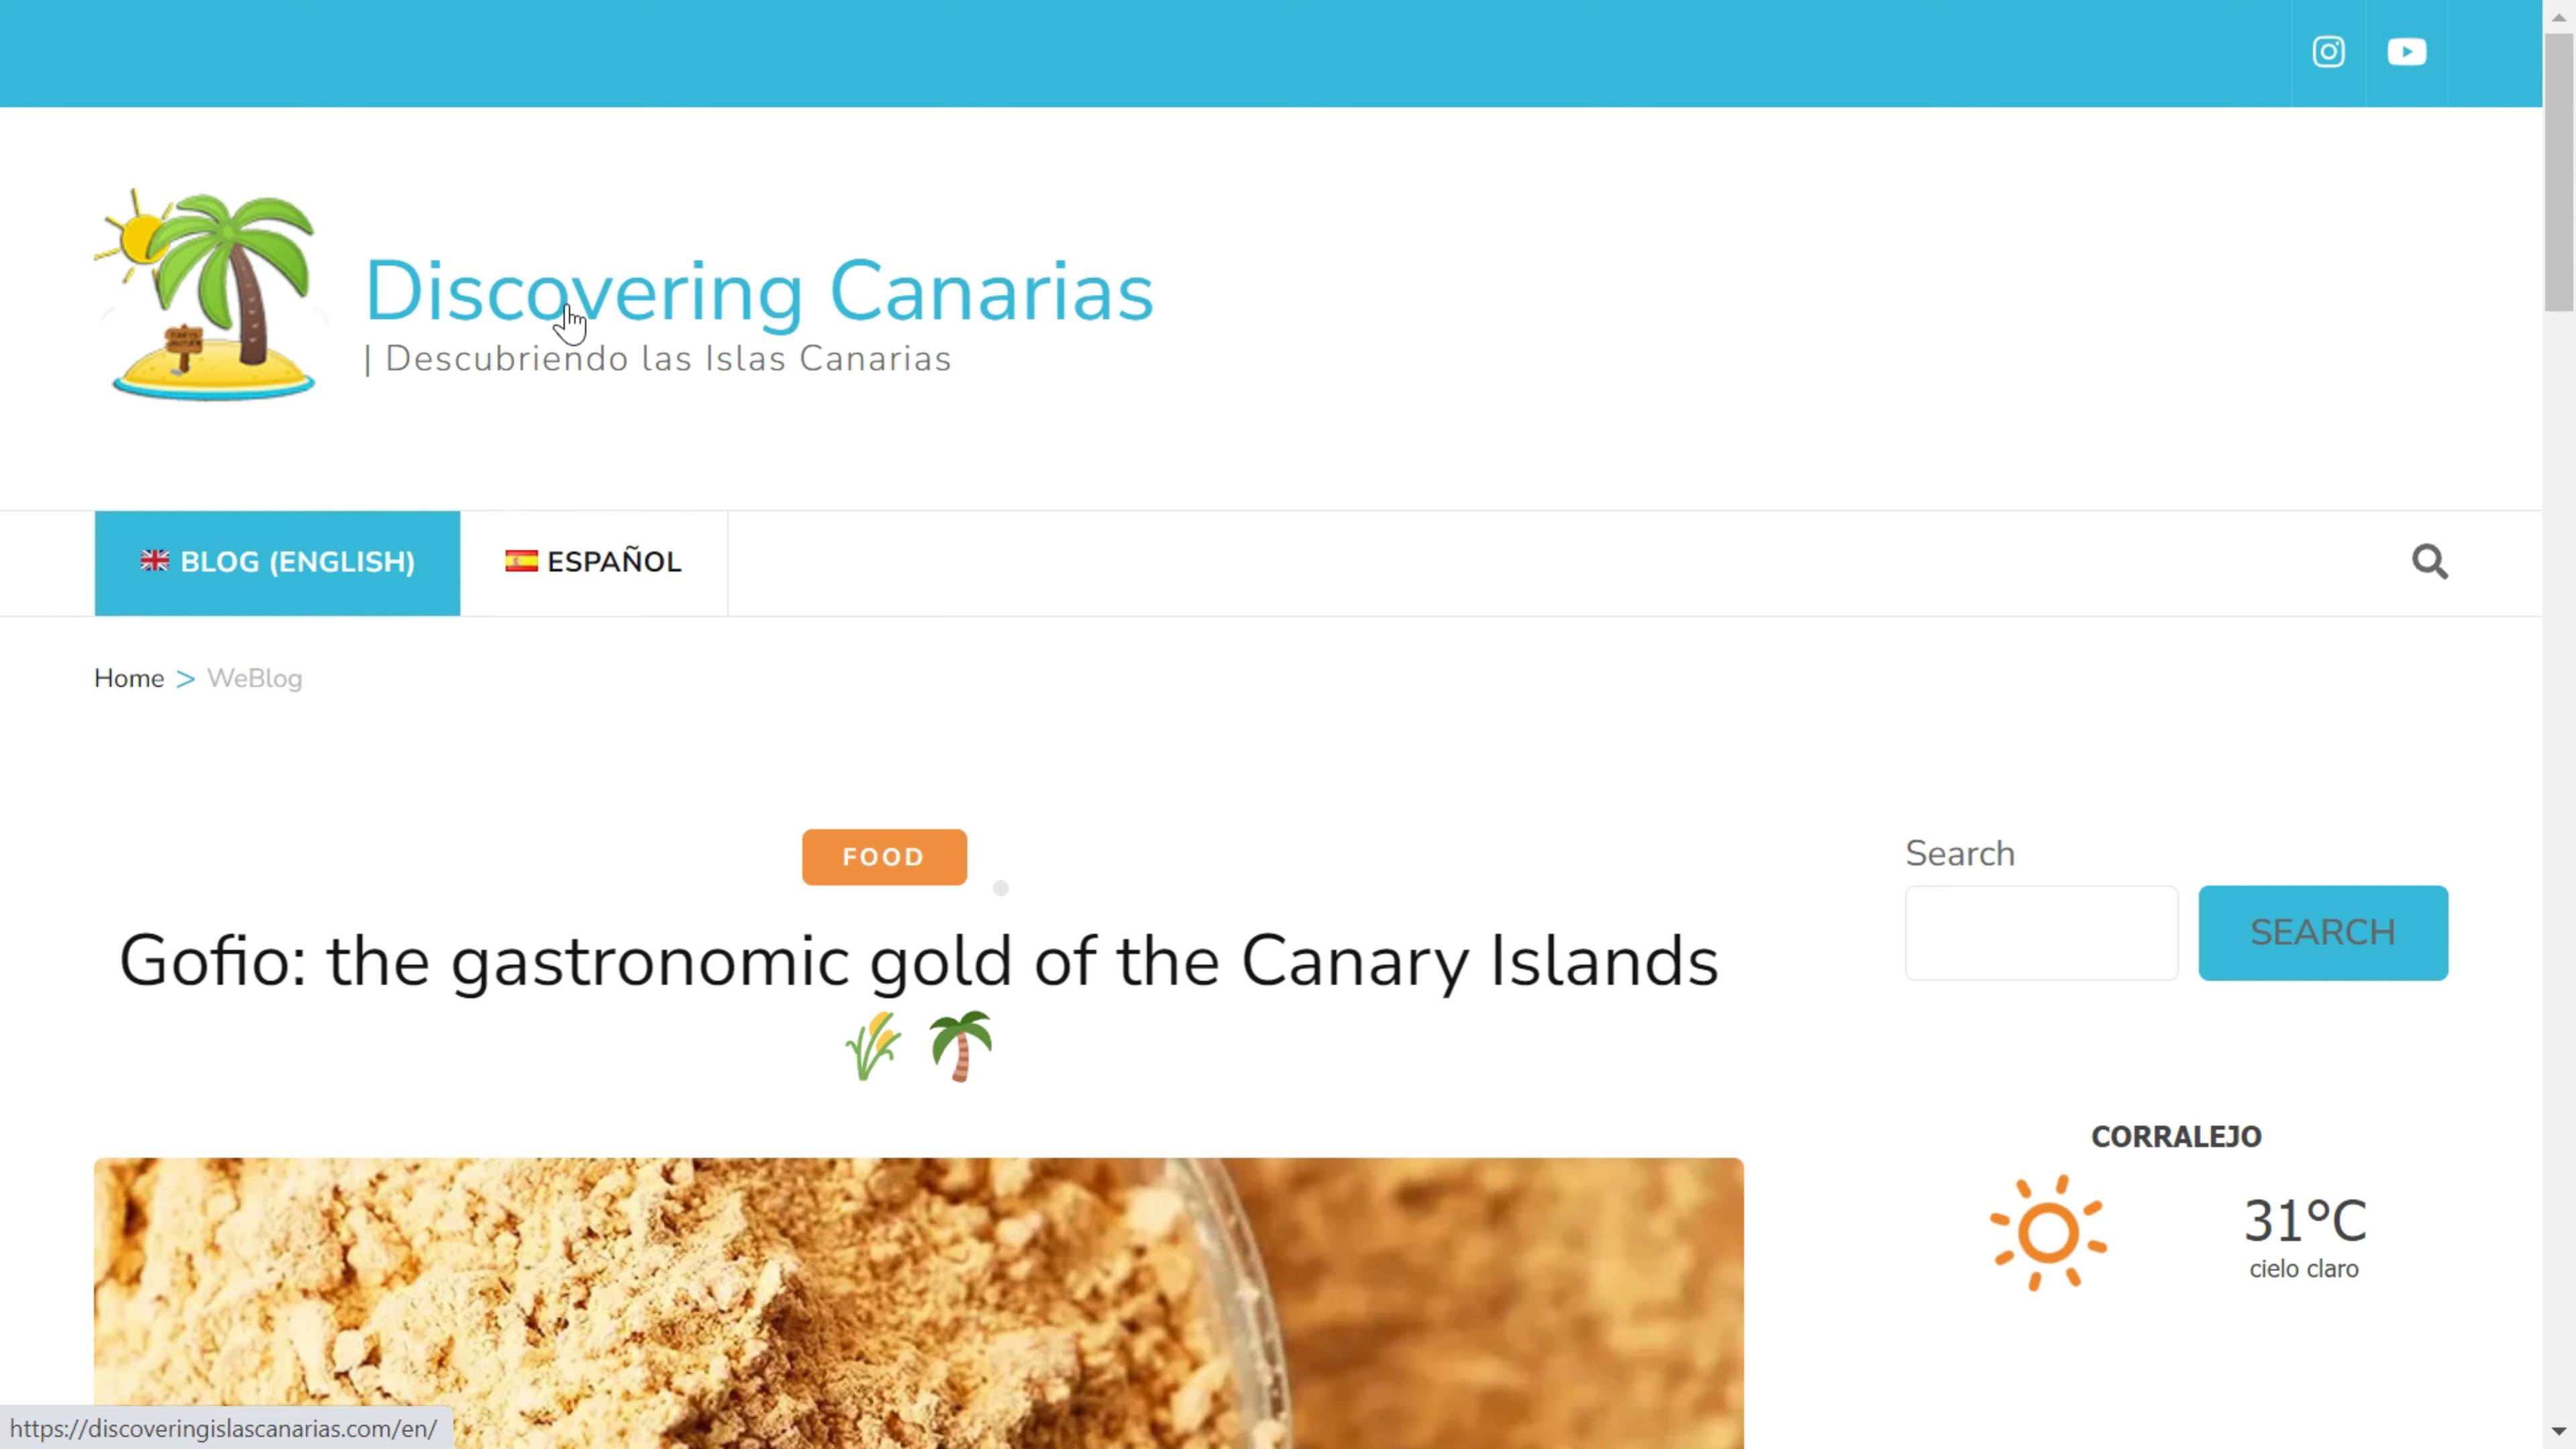 Discovering Canarias
| Descubriendo las Islas Canarias
BLOG (ENGLISH)
ESPAÑOL
Home > WeBlog
FOOD
Gofio: the gastronomic gold of the Canary Islands
Search
SEARCH
CORRALEJO
31°C
cielo claro
https://discoveringislascanarias.com/en/